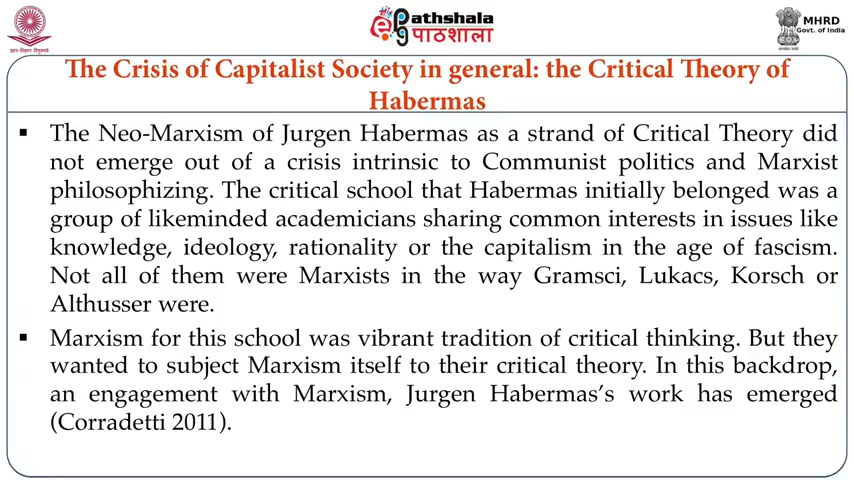 ज्ञान-विज्ञान विमुक्तये
ePathshala
पाठशाला
MHRD
Govt. of India
सत्यमेव जयते
The Crisis of Capitalist Society in general: the Critical Theory of
Habermas
▪ The Neo-Marxism of Jurgen Habermas as a strand of Critical Theory did
not emerge out of a crisis intrinsic to Communist politics and Marxist
philosophizing. The critical school that Habermas initially belonged was a
group of likeminded academicians sharing common interests in issues like
knowledge, ideology, rationality or the capitalism in the age of fascism.
Not all of them were Marxists in the way Gramsci, Lukacs, Korsch or
Althusser were.
▪ Marxism for this school was vibrant tradition of critical thinking. But they
wanted to subject Marxism itself to their critical theory. In this backdrop,
an engagement with Marxism, Jurgen Habermas’s work has emerged
(Corradetti 2011).